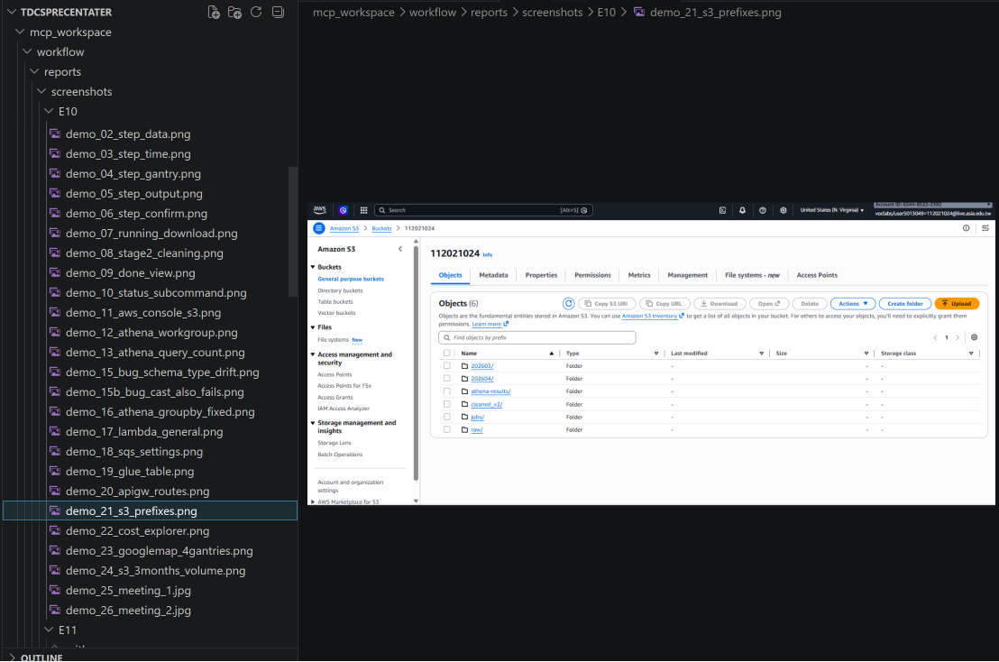 TDCSPRECENTATER
mcp_workspace
workflow
reports
screenshots
E10
demo_02_step_data.png
demo_03_step_time.png
demo_04_step_gantry.png
demo_05_step_output.png
demo_06_step_confirm.png
demo_07_running_download.png
demo_08_stage2_cleaning.png
demo_09_done_view.png
demo_10_status_subcommand.png
demo_11_aws_console_s3.png
demo_12_athena_workgroup.png
demo_13_athena_query_count.png
demo_15_bug_schema_type_drift.png
demo_15b_bug_cast_also_fails.png
demo_16_athena_groupby_fixed.png
demo_17_lambda_general.png
demo_18_sqs_settings.png
demo_19_glue_table.png
demo_20_apigw_routes.png
demo_21_s3_prefixes.png
demo_22_cost_explorer.png
demo_23_googlemap_4gantries.png
demo_24_s3_3months_volume.png
demo_25_meeting_1.jpg
demo_26_meeting_2.jpg
E11
OUTLINE
mcp_workspace > workflow > reports > screenshots > E10 > demo_21_s3_prefixes.png
aws Search [Alt+S] United States (N. Virginia)
Amazon S3 > Buckets > 112021024
Amazon S3
Buckets
General purpose buckets
Directory buckets
Table buckets
Vector buckets
Files
File systems New
Access management and
security
Access Points
Access Points for FSx
Access Grants
IAM Access Analyzer
Storage management and
insights
Storage Lens
Batch Operations
Account and organization
settings
AWS Marketplace for S3
112021024 Info
Objects Metadata Properties Permissions Metrics Management File systems - new Access Points
Objects (6)
Copy S3 URI Copy URL Download Open Delete Actions Create folder Upload
Objects are the fundamental entities stored in Amazon S3. You can use Amazon S3 inventory to get a list of all objects in your bucket. For others to access your objects, you'll need to explicitly grant them
permissions. Learn more
Find objects by prefix
1
Name Type Last modified Size Storage class
202603/ Folder - - -
202604/ Folder - - -
athena-results/ Folder - - -
cleaned_v2/ Folder - - -
jobs/ Folder - - -
raw/ Folder - - -